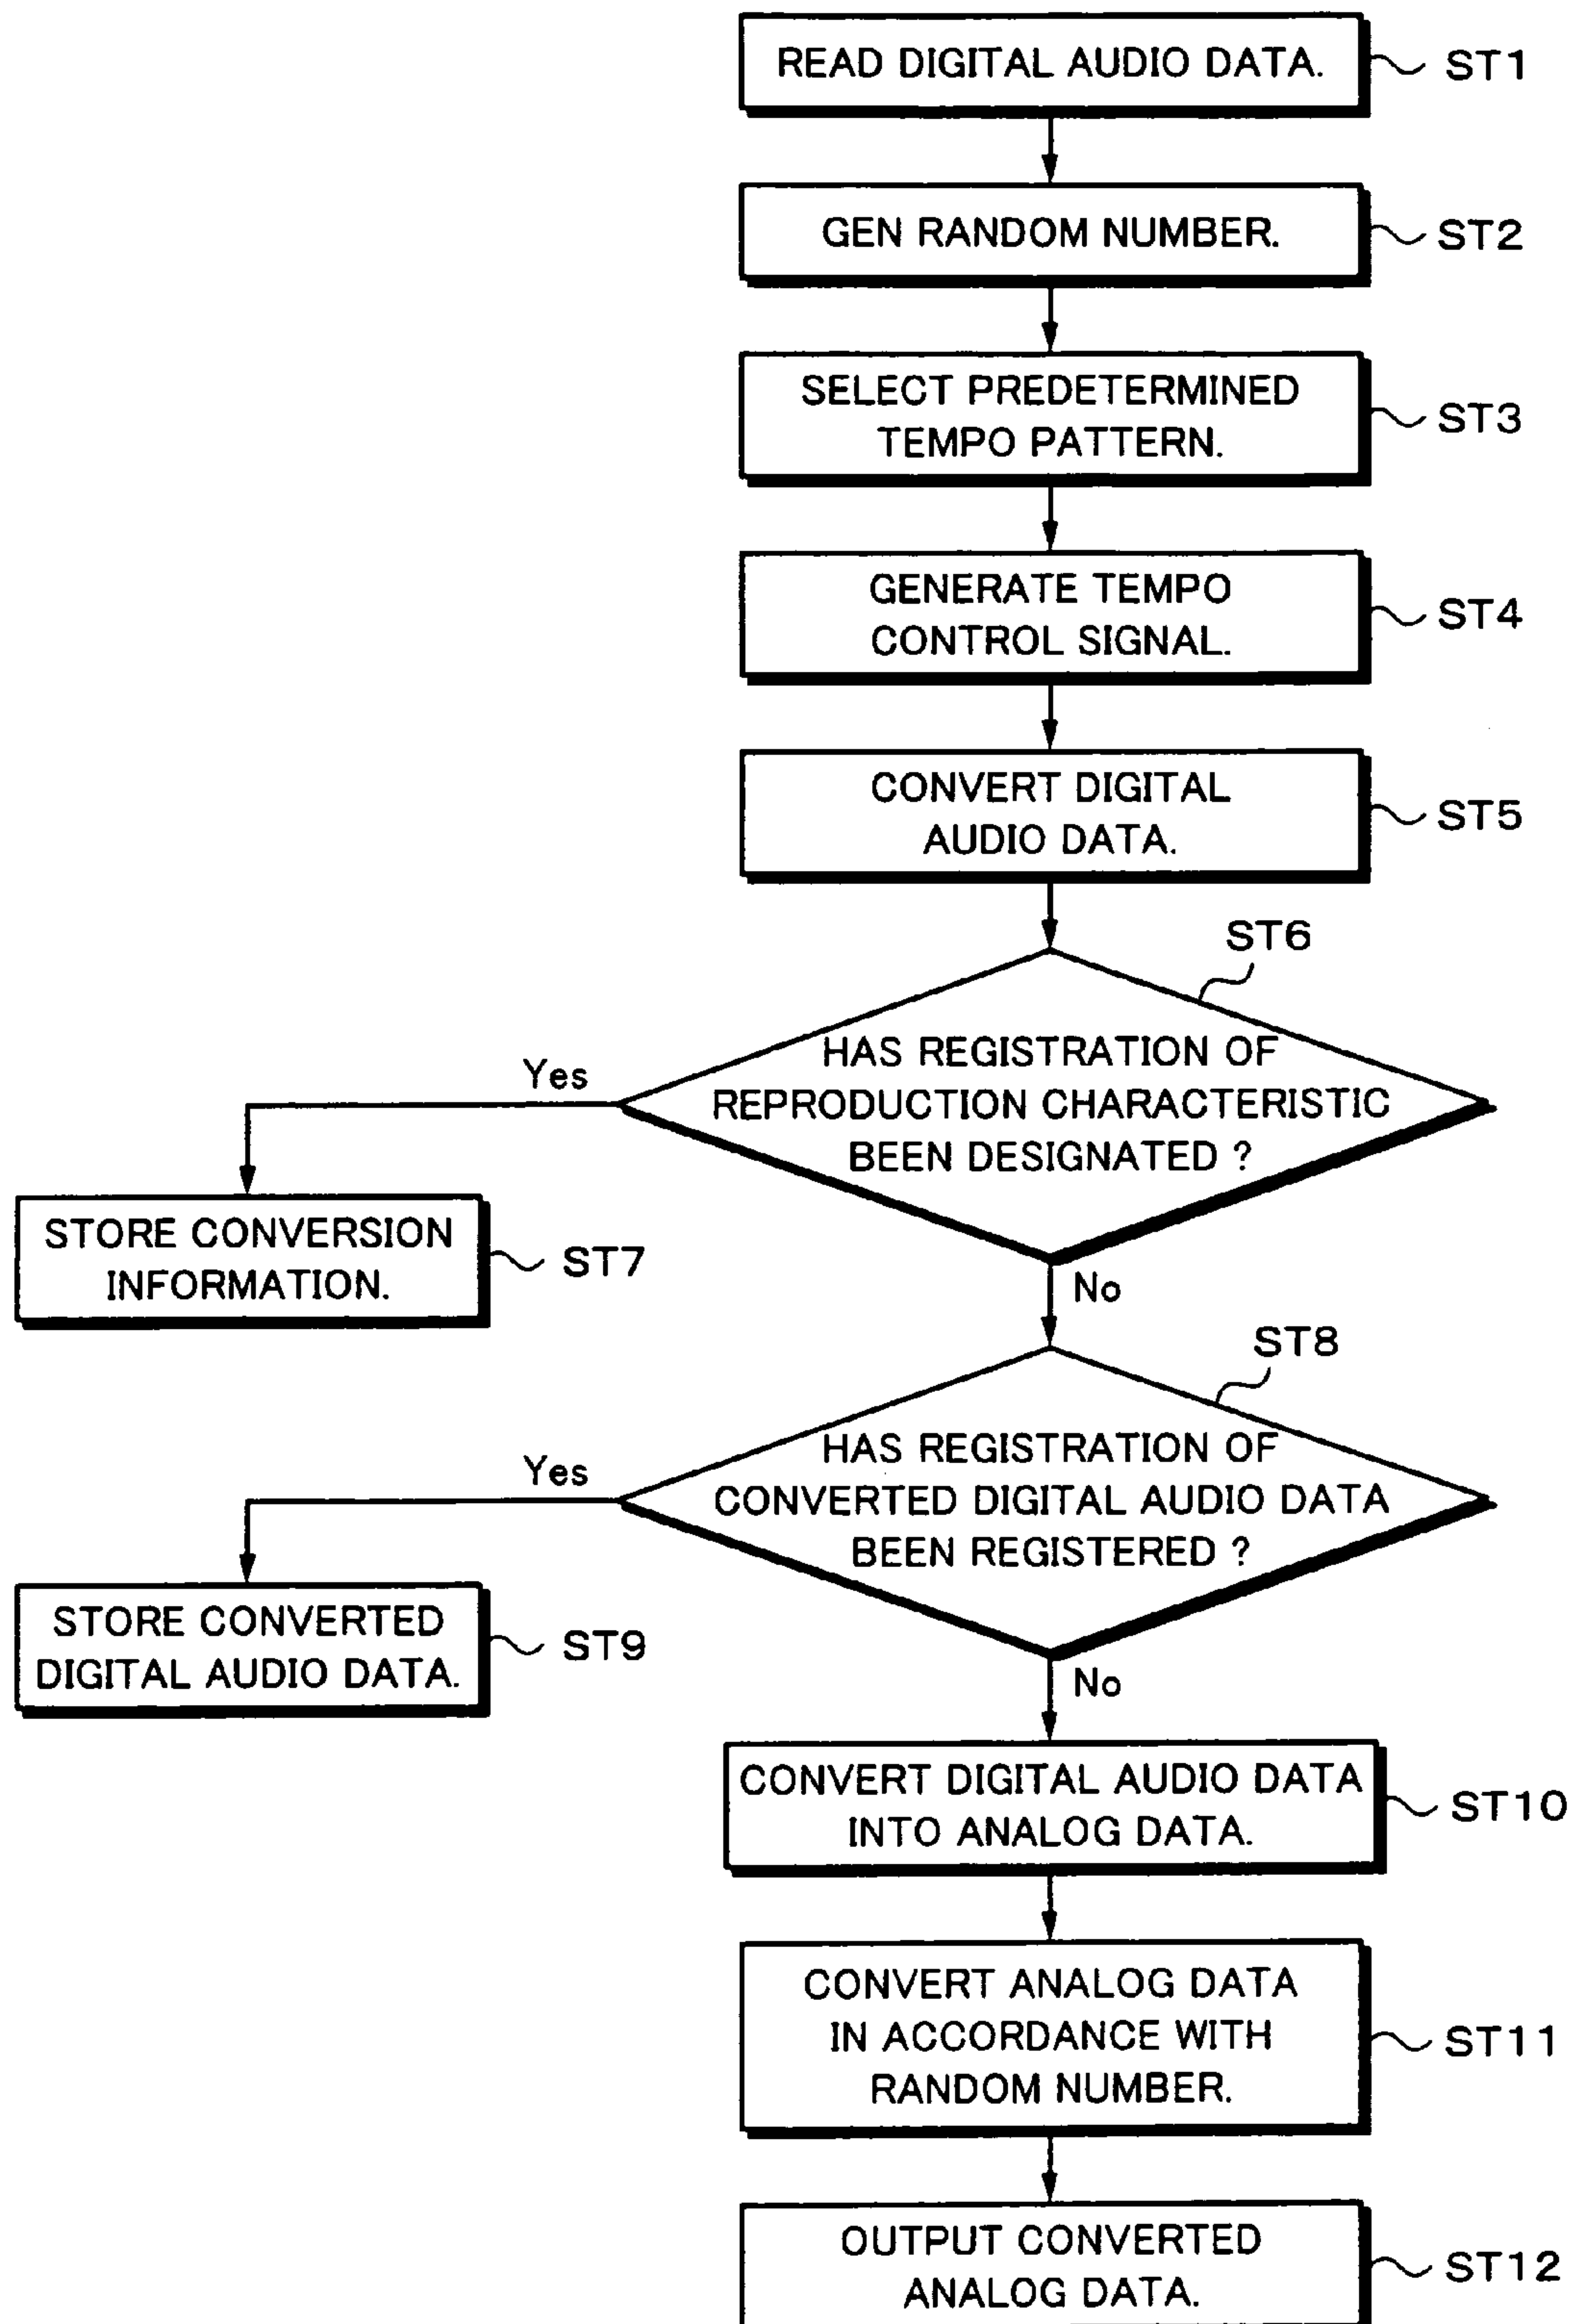 READ DIGITAL AUDIO DATA.
ST1
GEN RANDOM NUMBER.
ST2
SELECT PREDETERMINED
TEMPO PATTERN.
ST3
GENERATE TEMPO
CONTROL SIGNAL.
ST4
CONVERT DIGITAL
AUDIO DATA.
ST5
ST6
HAS REGISTRATION OF
REPRODUCTION CHARACTERISTIC
BEEN DESIGNATED ?
Yes
STORE CONVERSION
INFORMATION.
ST7
No
ST8
HAS REGISTRATION OF
CONVERTED DIGITAL AUDIO DATA
BEEN REGISTERED ?
Yes
STORE CONVERTED
DIGITAL AUDIO DATA.
ST9
No
CONVERT DIGITAL AUDIO DATA
INTO ANALOG DATA.
ST10
CONVERT ANALOG DATA
IN ACCORDANCE WITH
RANDOM NUMBER.
ST11
OUTPUT CONVERTED
ANALOG DATA.
ST12